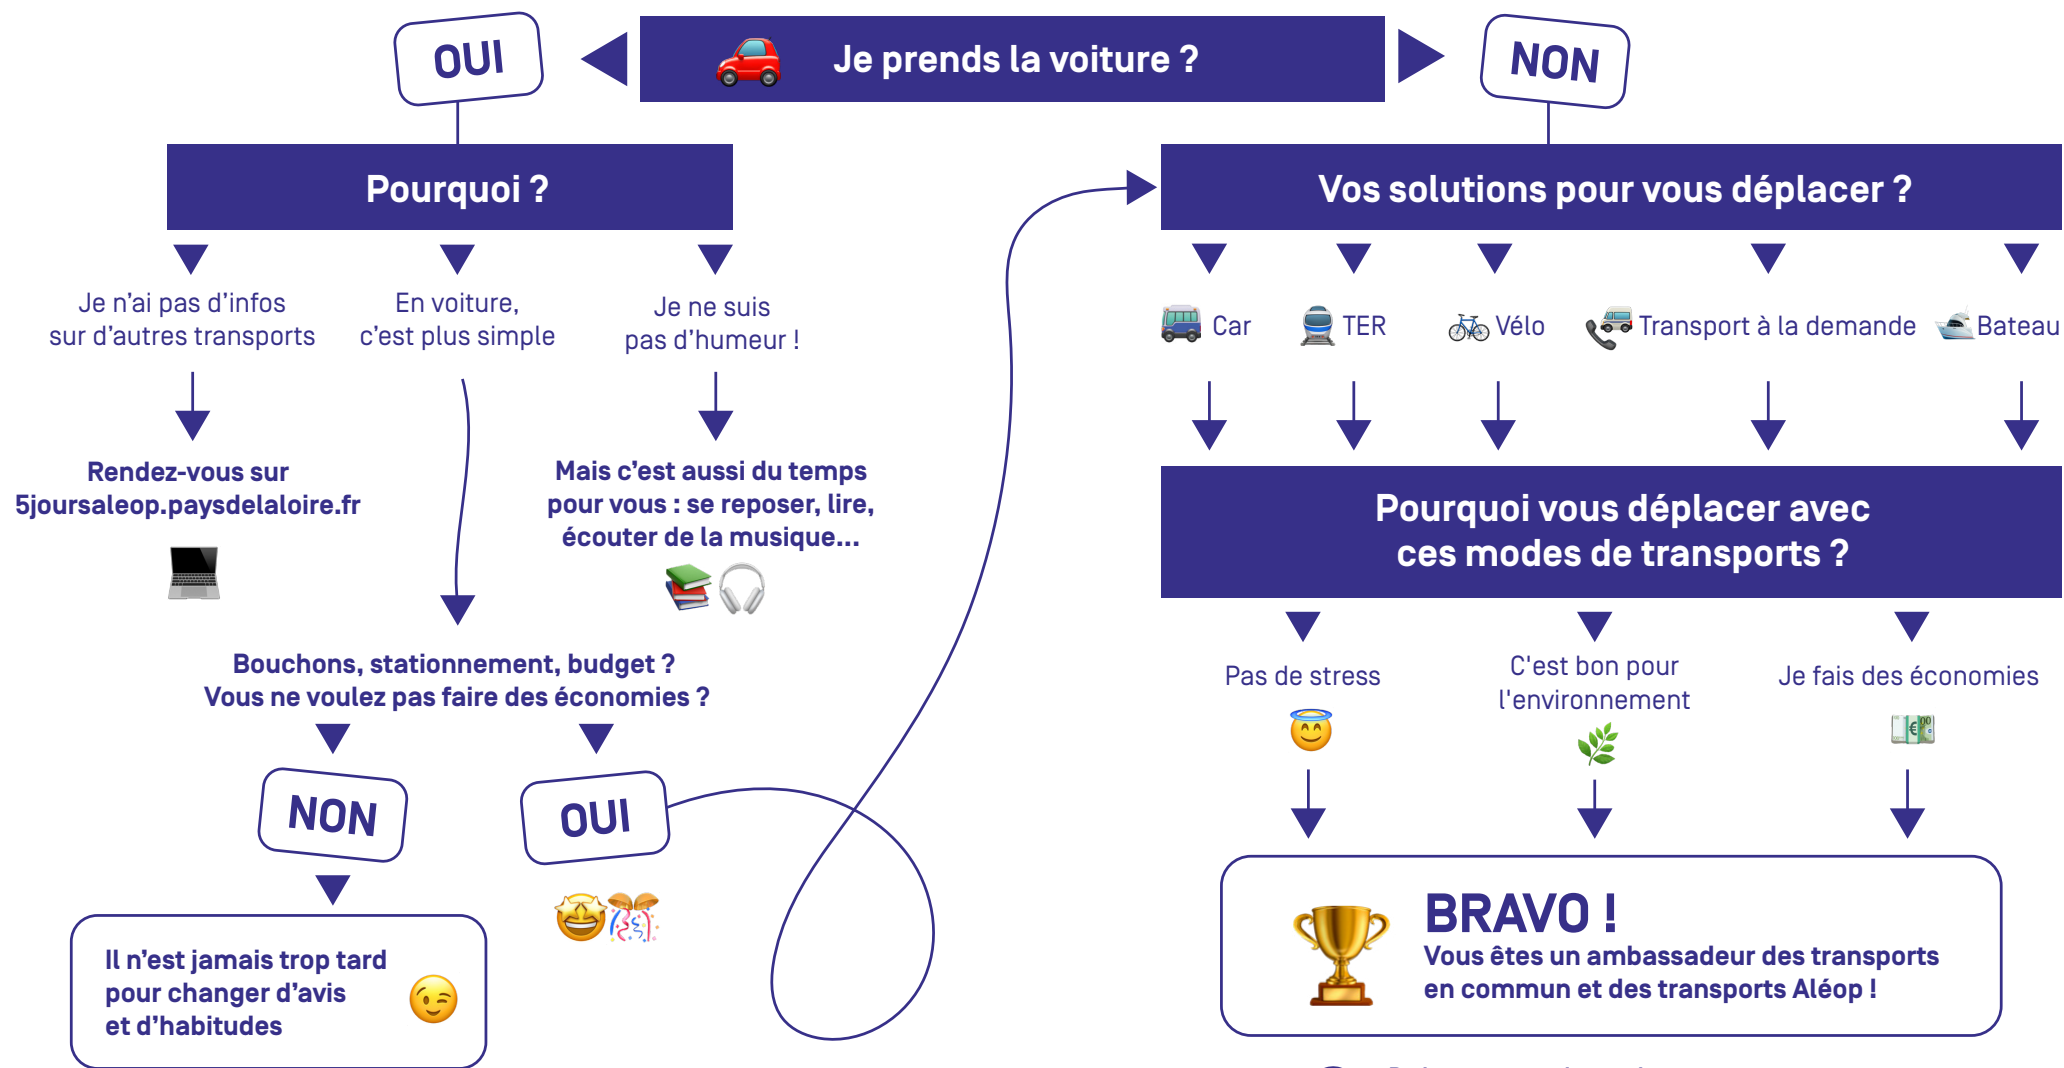 Je prends la voiture ?
OUI
NON
Pourquoi ?
Je n’ai pas d’infos
sur d’autres transports
En voiture,
c’est plus simple
Je ne suis
pas d’humeur !
Rendez-vous sur
5joursaleop.paysdelaloire.fr
Mais c’est aussi du temps
pour vous : se reposer, lire,
écouter de la musique...
Bouchons, stationnement, budget ?
Vous ne voulez pas faire des économies ?
NON
OUI
Il n’est jamais trop tard
pour changer d’avis
et d’habitudes
Vos solutions pour vous déplacer ?
Car
TER
Vélo
Transport à la demande
Bateau
Pourquoi vous déplacer avec
ces modes de transports ?
Pas de stress
C'est bon pour
l'environnement
Je fais des économies
BRAVO !
Vous êtes un ambassadeur des transports
en commun et des transports Aléop !